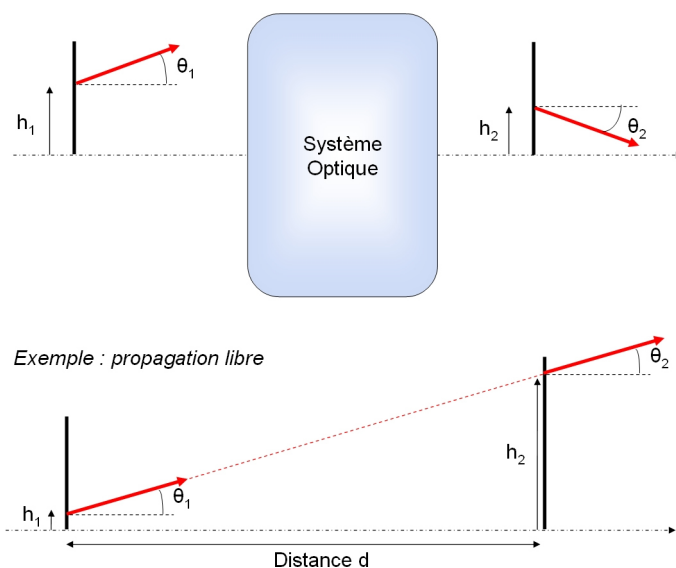 θ1
h1
Système
Optique
h2
θ2
Exemple : propagation libre
θ2
h2
θ1
h1
Distance d